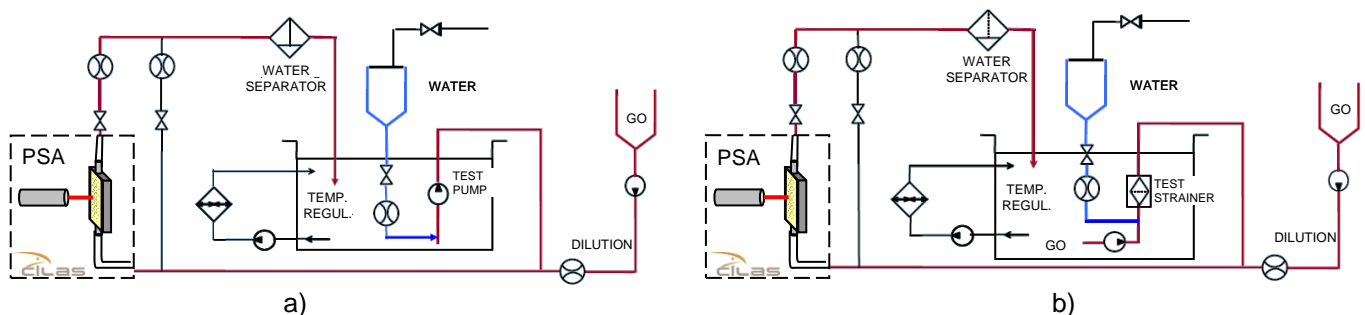 WATER
SEPARATOR
WATER
GO
PSA
TEST
PUMP
TEMP.
REGUL.
DILUTION
cilas
a)
WATER
SEPARATOR
WATER
GO
PSA
TEMP.
REGUL.
TEST
STRAINER
GO
DILUTION
cilas
b)